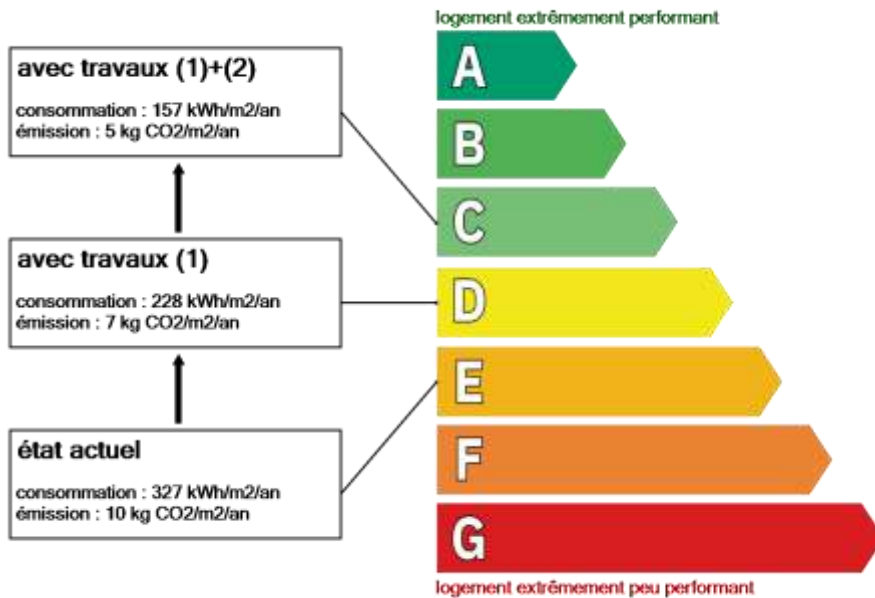 logement extrêmement performant
avec travaux (1)+(2)
consommation : 157 kWh/m2/an
émission : 5 kg CO2/m2/an
avec travaux (1)
consommation : 228 kWh/m2/an
émission : 7 kg CO2/m2/an
état actuel
consommation : 327 kWh/m2/an
émission : 10 kg CO2/m2/an
A
B
C
D
E
F
G
logement extrêmement peu performant